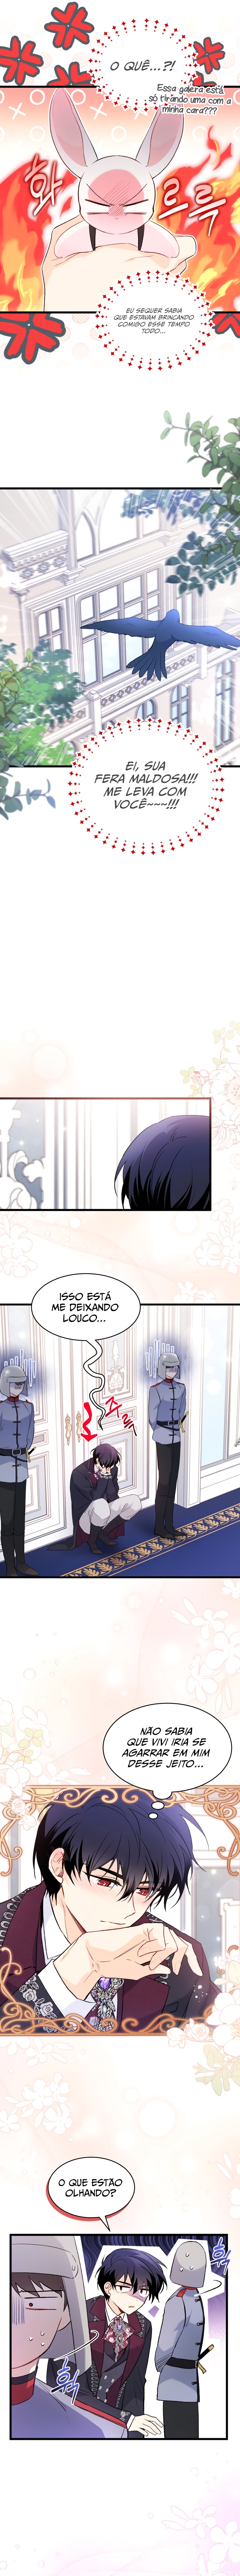 O QUÊ...?!
Essa galera está
só tirando uma com a
minha cara???
화
르륵
EU SEQUER SABIA
QUE ESTAVAM BRINCANDO
COMIGO ESSE TEMPO
TODO...
EI, SUA
FERA MALDOSA!!!
ME LEVA COM
VOCÊ~~~!!!
ISSO ESTÁ
ME DEIXANDO
LOUCO...
NÃO SABIA
QUE VIVI IRIA SE
AGARRAR EM MIM
DESSE JEITO...
O QUE ESTÃO
OLHANDO?